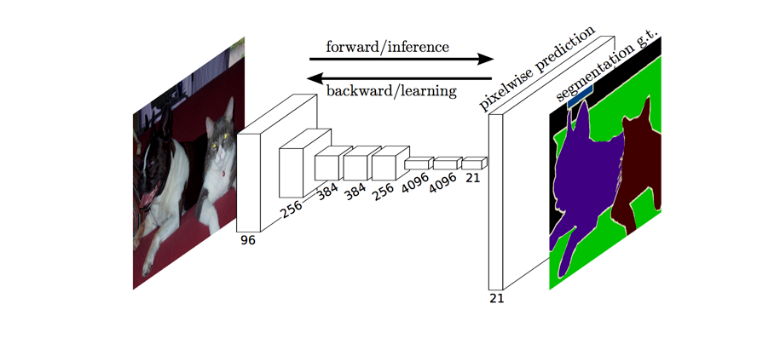 forward/inference
backward/learning
pixelwise prediction
segmentation g.t.
96
256
384
384
256
4096
4096
21
21